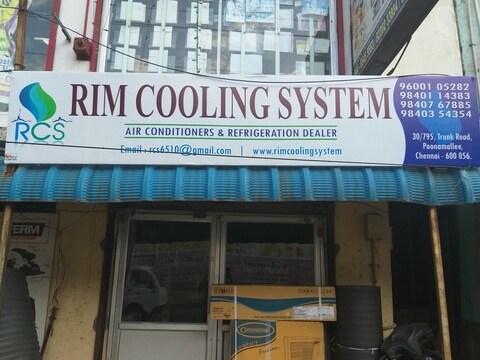 RCS
RIM COOLING SYSTEM
AIR CONDITIONERS & REFRIGERATION DEALER
Email : rcs6510@gmail.com | www.rimcoolingsystem
96001 05282
98401 14383
98407 67885
98403 54354
30/795, Trunk Road,
Poonamallee,
Chennai - 600 056.